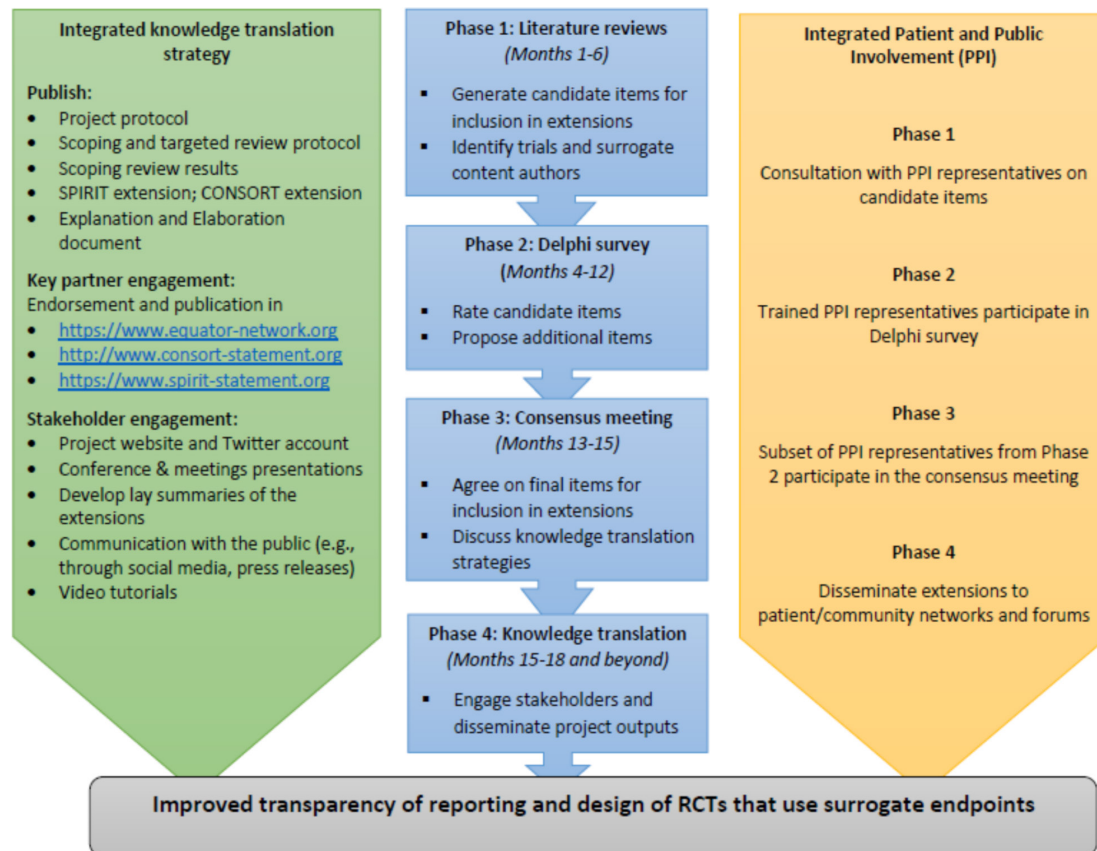 Integrated knowledge translation
strategy
Publish:
• Project protocol
• Scoping and targeted review protocol
• Scoping review results
• SPIRIT extension; CONSORT extension
• Explanation and Elaboration
document
Key partner engagement:
Endorsement and publication in
• https://www.equator-network.org
• http://www.consort-statement.org
• https://www.spirit-statement.org
Stakeholder engagement:
• Project website and Twitter account
• Conference & meetings presentations
• Develop lay summaries of the
extensions
• Communication with the public (e.g.,
through social media, press releases)
• Video tutorials
Phase 1: Literature reviews
(Months 1-6)
▪ Generate candidate items for
inclusion in extensions
▪ Identify trials and surrogate
content authors
Phase 2: Delphi survey
(Months 4-12)
▪ Rate candidate items
▪ Propose additional items
Phase 3: Consensus meeting
(Months 13-15)
▪ Agree on final items for
inclusion in extensions
▪ Discuss knowledge translation
strategies
Phase 4: Knowledge translation
(Months 15-18 and beyond)
▪ Engage stakeholders and
disseminate project outputs
Integrated Patient and Public
Involvement (PPI)
Phase 1
Consultation with PPI representatives on
candidate items
Phase 2
Trained PPI representatives participate in
Delphi survey
Phase 3
Subset of PPI representatives from Phase
2 participate in the consensus meeting
Phase 4
Disseminate extensions to
patient/community networks and forums
Improved transparency of reporting and design of RCTs that use surrogate endpoints